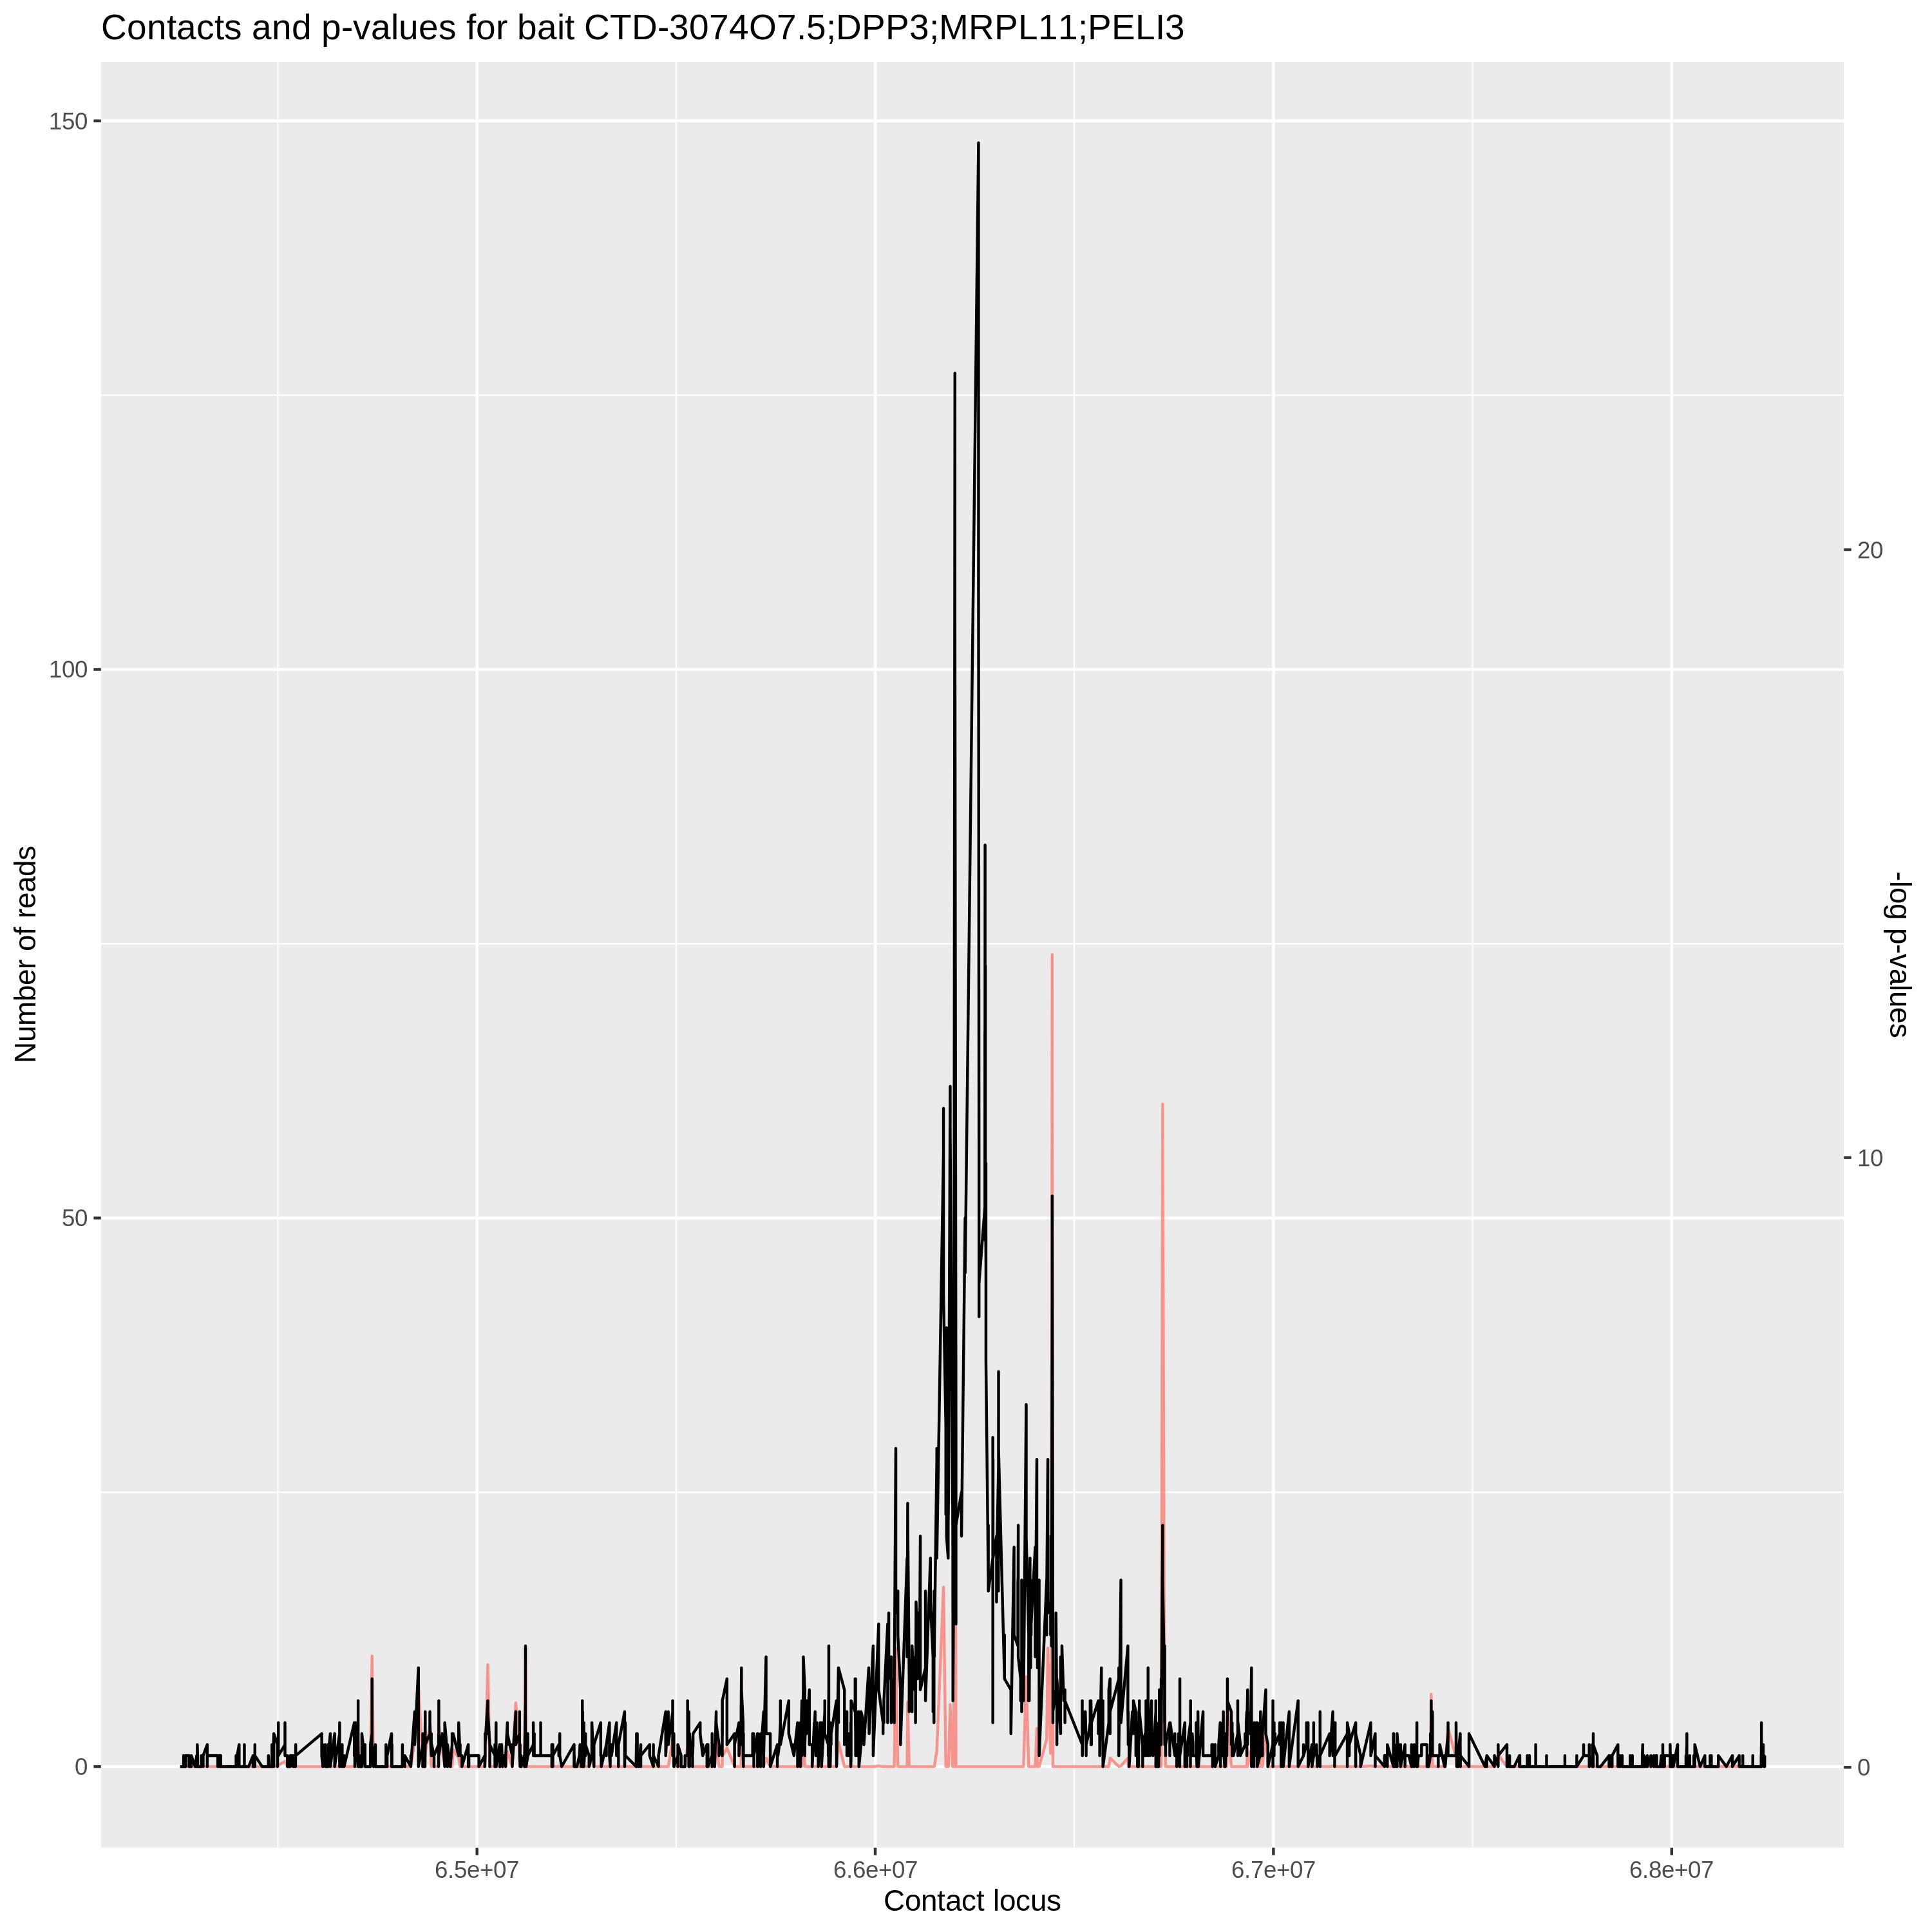 Contacts and p-values for bait CTD-3074O7.5;DPP3;MRPL11;PELI3
150
100
50
0
Number of reads
20
10
0
-log p-values
6.5e+07
6.6e+07
6.7e+07
6.8e+07
Contact locus